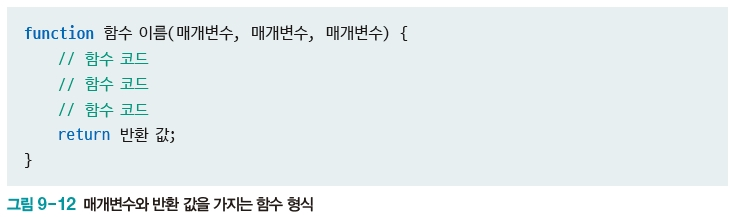 function 함수 이름(매개변수, 매개변수, 매개변수) {
    // 함수 코드
    // 함수 코드
    // 함수 코드
    return 반환 값;
}
그림 9-12 매개변수와 반환 값을 가지는 함수 형식